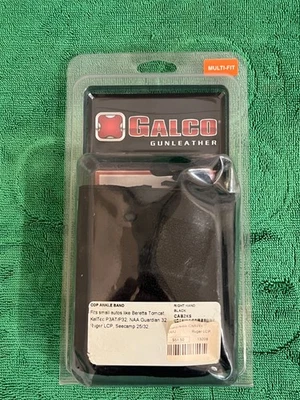 MULTI-FIT
GALCO
GUNLEATHER
COP ANKLE BAND
Fits small autos like Beretta Tomcat,
KelTec P3AT/P32, NAA Guardian 32,
Ruger LCP, Seecamp 25/32.
RIGHT HAND
BLACK